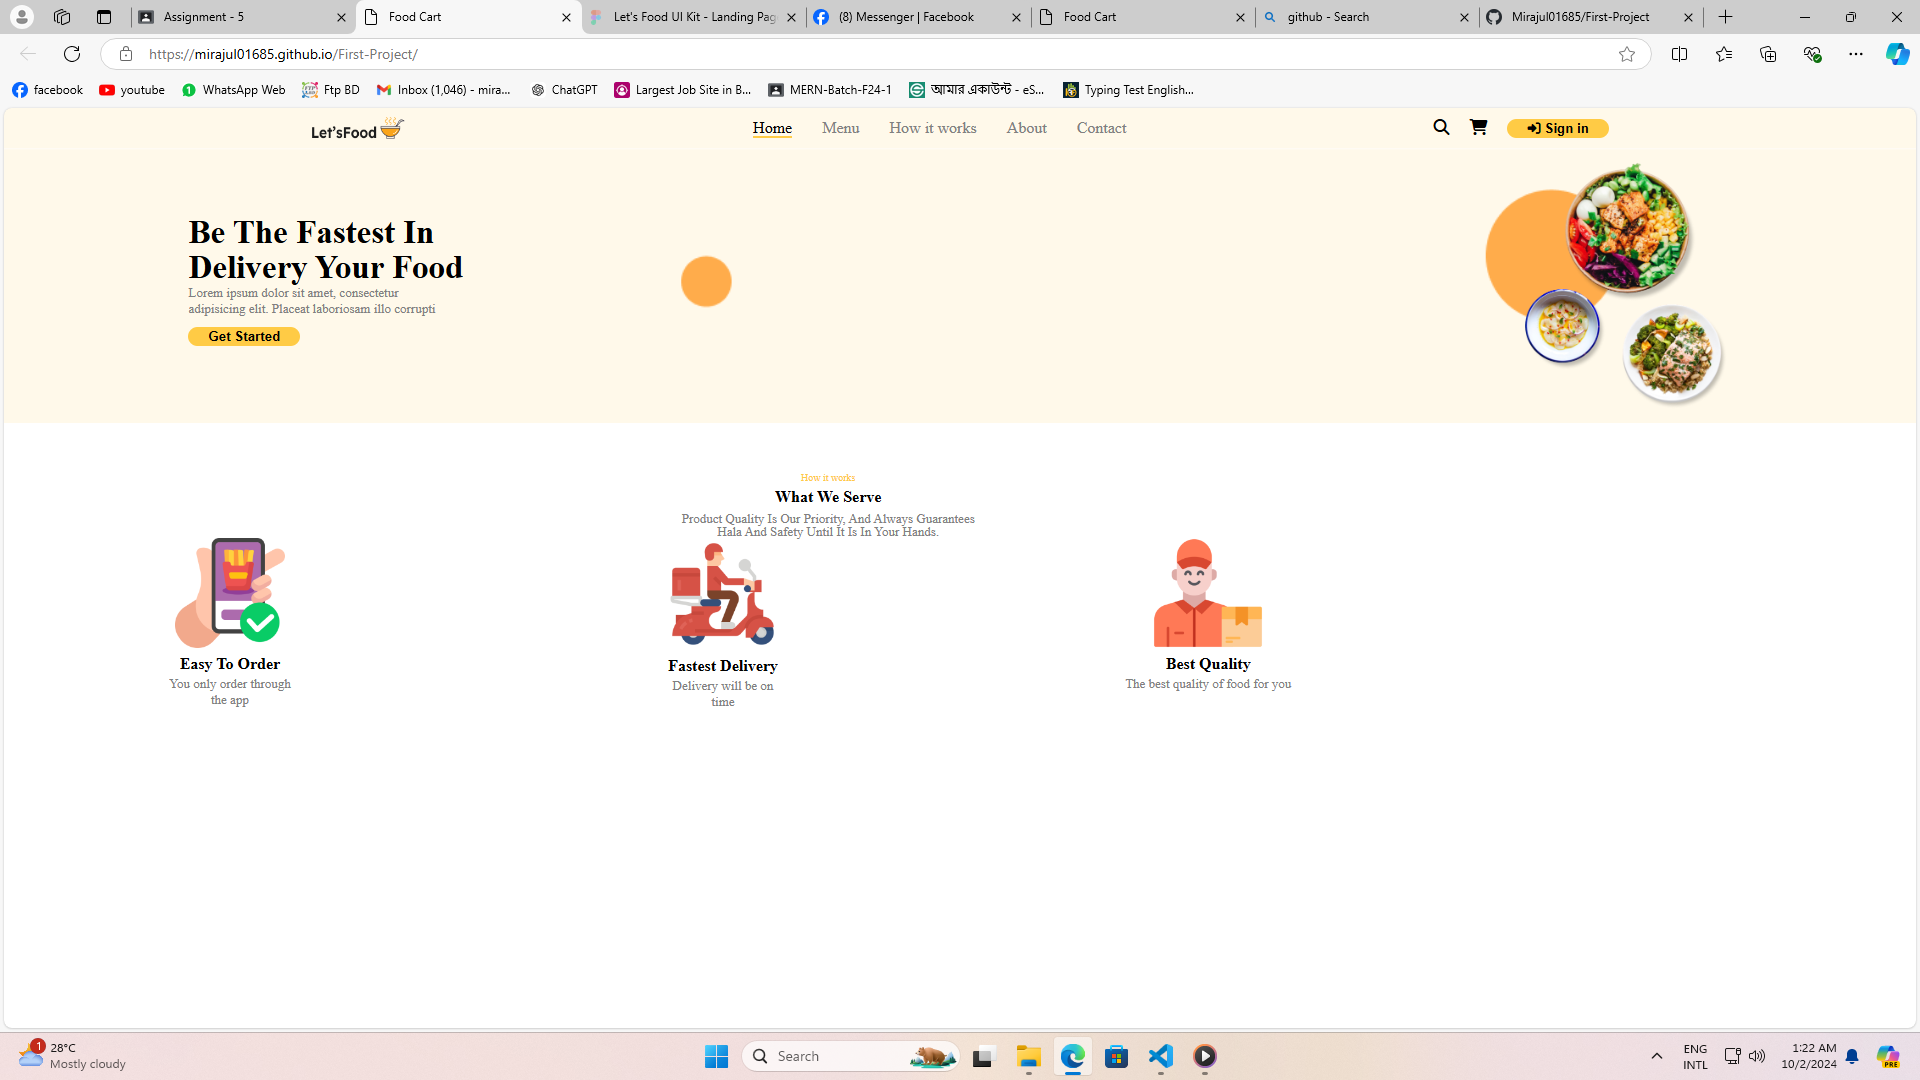 Assignment - 5
Food Cart
Let's Food UI Kit - Landing Pag
(8) Messenger | Facebook
Food Cart
github - Search
Mirajul01685/First-Project
https://mirajul01685.github.io/First-Project/
facebook
youtube
1
WhatsApp Web
Ftp BD
Inbox (1,046) - mira...
ChatGPT
Largest Job Site in B...
MERN-Batch-F24-1
আমার একাউন্ট - eS...
Typing Test English...
Let'sFood
Home
Menu
How it works
About
Contact
Sign in
Be The Fastest In
Delivery Your Food
Lorem ipsum dolor sit amet, consectetur
adipisicing elit. Placeat laboriosam illo corrupti
Get Started
How it works
What We Serve
Product Quality Is Our Priority, And Always Guarantees
Hala And Safety Until It Is In Your Hands.
Easy To Order
You only order through
the app
Fastest Delivery
Delivery will be on
time
Best Quality
The best quality of food for you
1
28°C
Mostly cloudy
Search
ENG
INTL
1:22 AM
10/2/2024
PRE